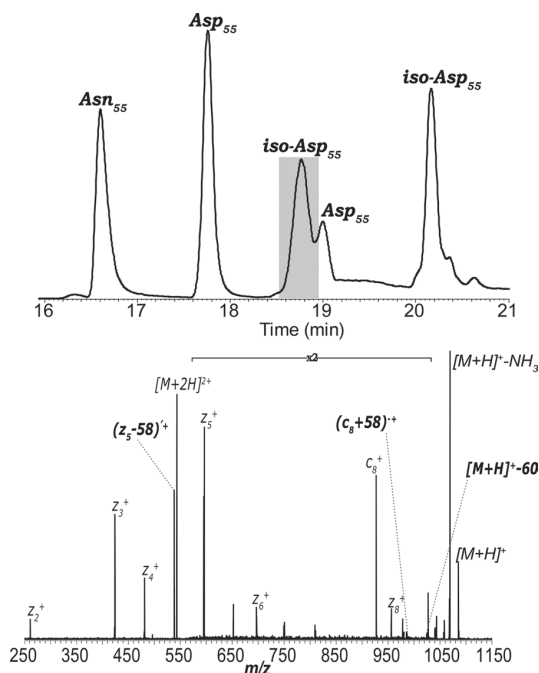 Asp55
Asn55
iso-Asp55
iso-Asp55
Asp55
16 17 18 19 20 21
Time (min)
x2
[M+H]+-NH3
[M+2H]2+
(z5-58)'+
z5+
(c8+58)·+
c8+
[M+H]+-60
z3+
[M+H]+
z4+
z6+
z8+
z2+
250 350 450 550 650 750 850 950 1050 1150
m/z